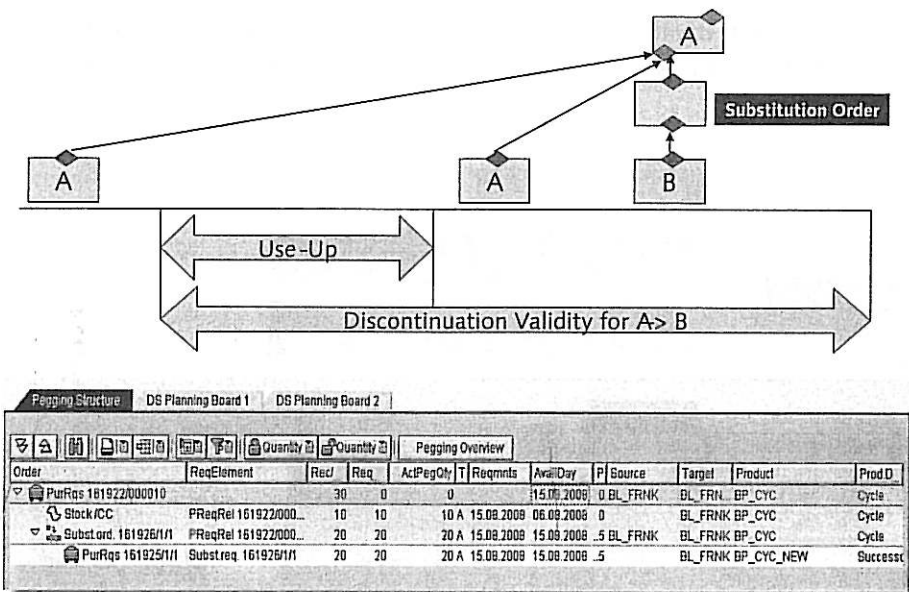 A
Substitution Order
A
A
B
Use-Up
Discontinuation Validity for A> B
Pegging Structure DS Planning Board 1 DS Planning Board 2
Quantity Quantity Pegging Overview
Order ReqElement Rec/ Req ActPegQty T Reqmnts AvailDay P Source Target Product Prod.D
PurRqs 161922/000010 30 0 0 15.08.2008 0 BL_FRNK BL_FRN... BP_CYC Cycle
Stock/CC PReqRel 161922/000... 10 10 10 A 15.08.2008 06.08.2008 0 BL_FRNK BP_CYC Cycle
Subst.ord. 161926/1/1 PReqRel 161922/000... 20 20 20 A 15.08.2008 15.08.2008 ..5 BL_FRNK BL_FRNK BP_CYC Cycle
PurRqs 161925/1/1 Subst.req. 161926/1/1 20 20 20 A 15.08.2008 15.08.2008 ..5 BL_FRNK BP_CYC_NEW Successo